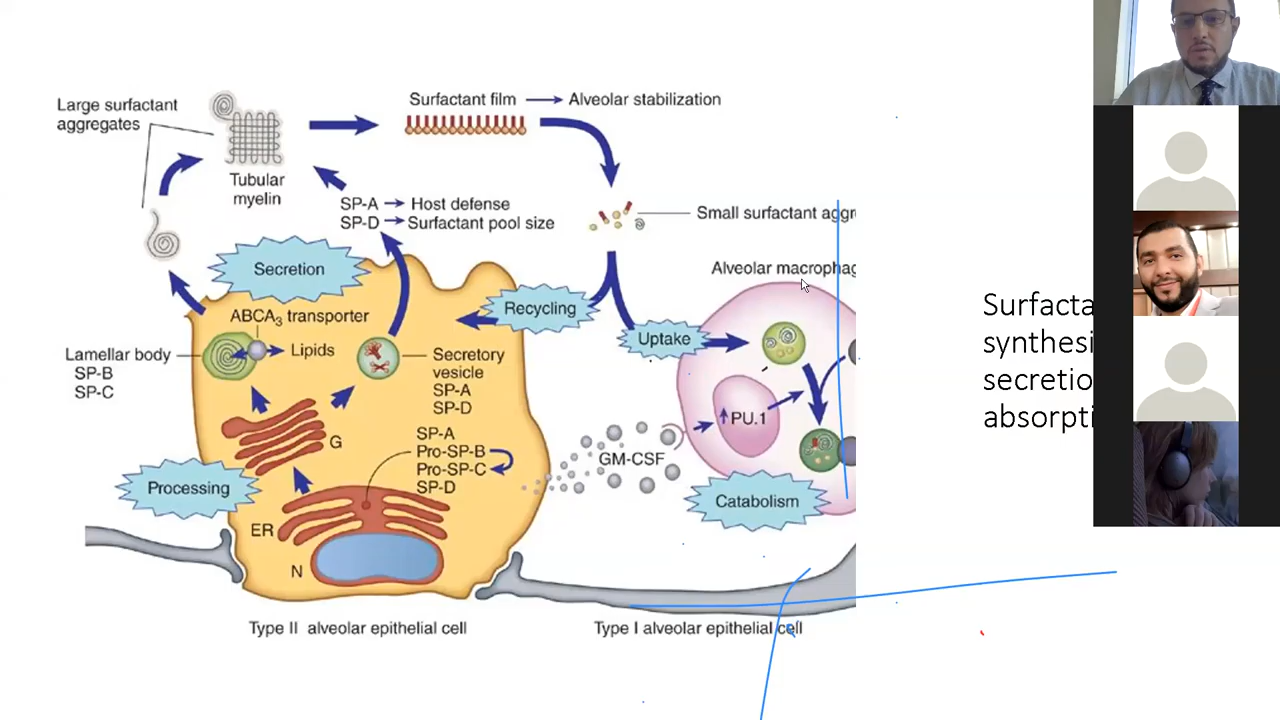 Large surfactant
aggregates
Surfactant film
Alveolar stabilization
Tubular
myelin
SP-A
Host defense
SP-D
Surfactant pool size
Small surfactant aggr
Alveolar macrophag
Secretion
Recycling
Uptake
ABCA3 transporter
Lipids
Lamellar body
SP-B
SP-C
Secretory
vesicle
SP-A
SP-D
G
SP-A
Pro-SP-B
Pro-SP-C
SP-D
PU.1
GM-CSF
Processing
Catabolism
ER
N
Type II alveolar epithelial cell
Type I alveolar epithelial cell
Surfacta
synthesi
secretio
absorpti